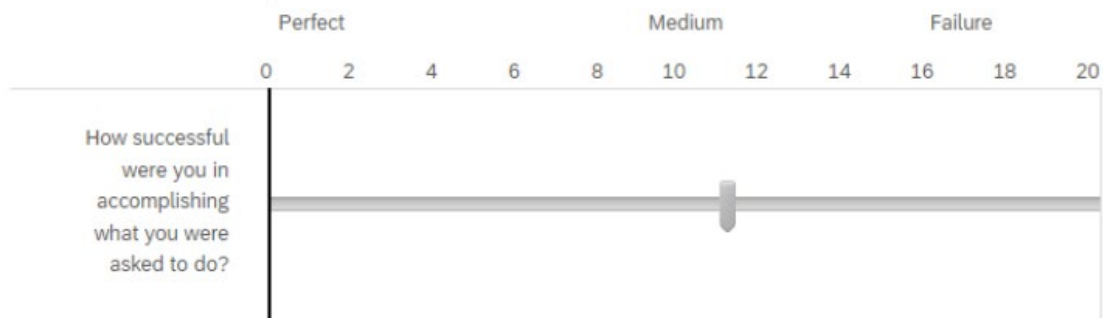 Perfect Medium Failure
0 2 4 6 8 10 12 14 16 18 20
How successful
were you in
accomplishing
what you were
asked to do?